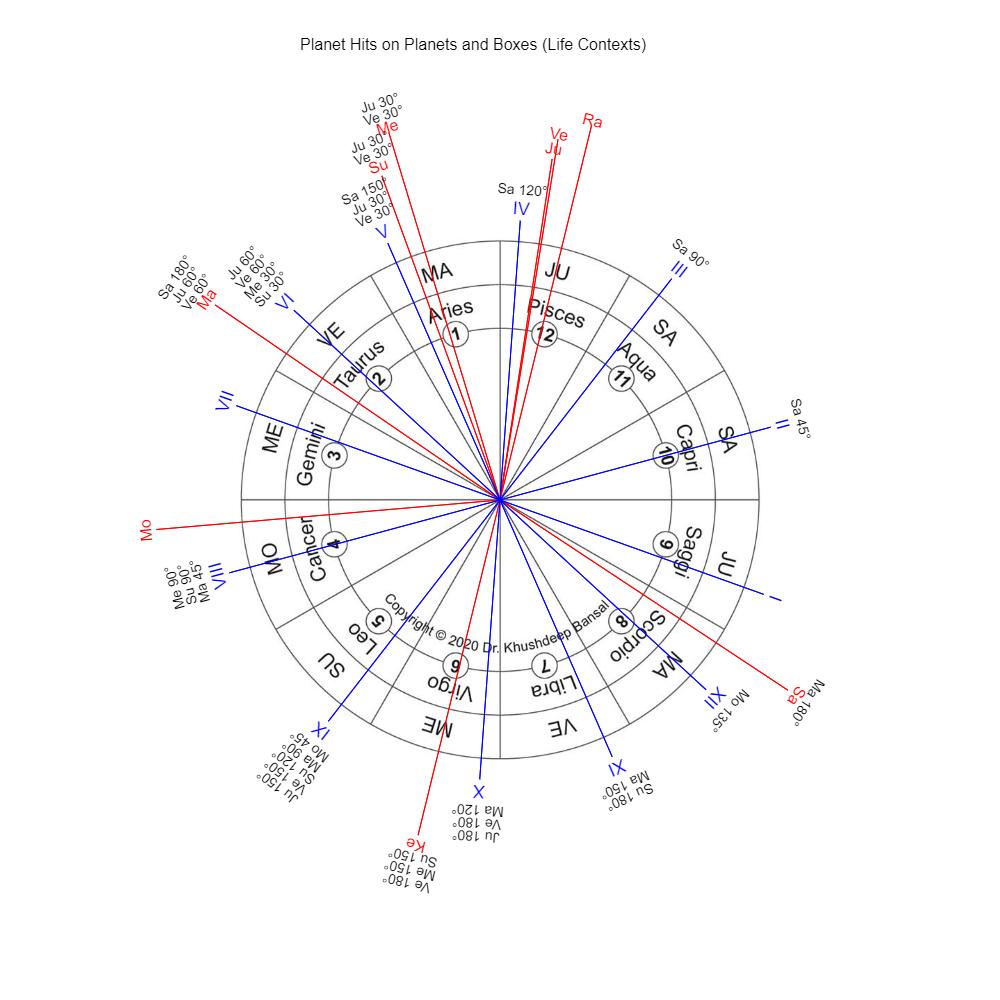 Planet Hits on Planets and Boxes (Life Contexts)
Ju 30°
Ve 30°
Me
Ju 30°
Ve 30°
Su
Sa 150°
Ju 30°
Ve 30°
V
Ve
Ju
Ra
Sa 120°
IV
Sa 90°
III
Sa 45°
II
I
Ju 60°
Ve 60°
Me 30°
Su 30°
VI
Sa 180°
Ju 60°
Ve 60°
Ma
VII
Mo
VIII
Ma 45°
Su 90°
Me 90°
IX
Mo 45°
Ma 90°
Su 120°
Ve 150°
Ju 150°
Ke
Su 150°
Me 150°
Ve 180°
X
Ma 120°
Ve 180°
Ju 180°
XI
Ma 150°
Su 180°
XII
Mo 135°
Sa
Ma 180°
MA
Aries
1
VE
Taurus
2
ME
Gemini
3
MO
Cancer
4
SU
Leo
5
ME
Virgo
6
VE
Libra
7
MA
Scorpio
8
JU
Saggi
9
SA
Capri
10
SA
Aqua
11
JU
Pisces
12
Copyright © 2020 Dr. Khushdeep Bansal